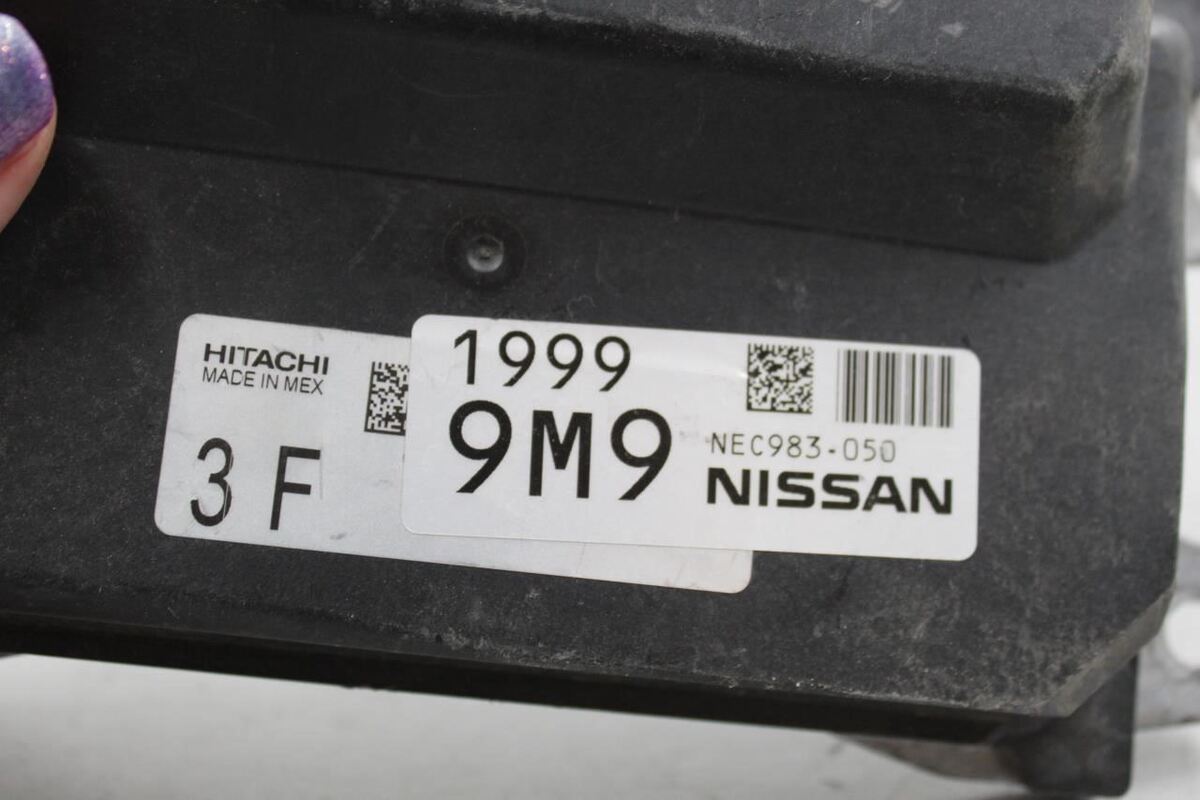 HITACHI
MADE IN MEX
3 F
1999
9M9
NEC983-050
NISSAN